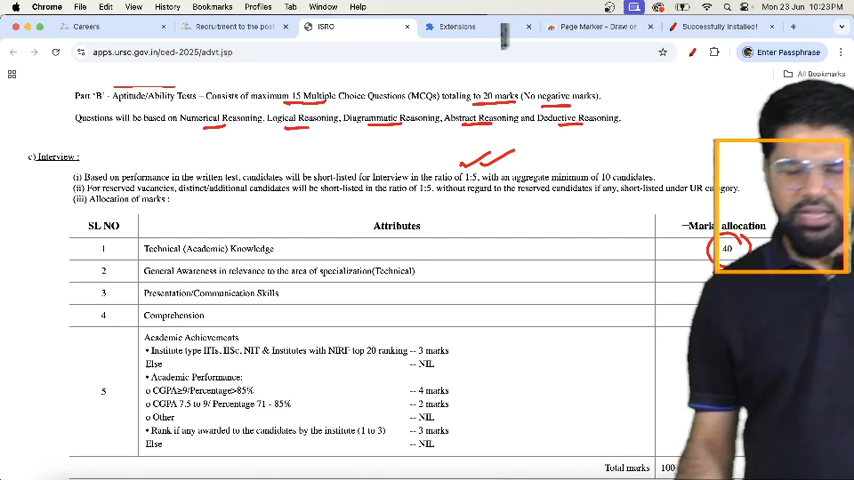 Chrome File Edit View History Bookmarks Profiles Tab Window Help Mon 23 Jun 10:23PM
Careers Recruitment to the post ISRO Extensions Page Marker - Draw on Successfully Installed!
apps.ursc.gov.in/ced-2025/advt.jsp Enter Passphrase
All Bookmarks
Part 'B' - Aptitude/Ability Tests – Consists of maximum 15 Multiple Choice Questions (MCQs) totaling to 20 marks (No negative marks).
Questions will be based on Numerical Reasoning. Logical Reasoning, Diagrammatic Reasoning, Abstract Reasoning and Deductive Reasoning.
c) Interview :
(i) Based on performance in the written test, candidates will be short-listed for Interview in the ratio of 1:5, with an aggregate minimum of 10 candidates.
(ii) For reserved vacancies, distinct/additional candidates will be short-listed in the ratio of 1:5, without regard to the reserved candidates if any, short-listed under UR category.
(iii) Allocation of marks :
SL NO Attributes Marks allocation
1 Technical (Academic) Knowledge 40
2 General Awareness in relevance to the area of specialization(Technical)
3 Presentation/Communication Skills
4 Comprehension
Academic Achievements
• Institute type IITs, IISc, NIT & Institutes with NIRF top 20 ranking -- 3 marks
Else -- NIL
• Academic Performance:
5 o CGPA≥9/Percentage>85% -- 4 marks
o CGPA 7.5 to 9/ Percentage 71 - 85% -- 2 marks
o Other -- NIL
• Rank if any awarded to the candidates by the institute (1 to 3) -- 3 marks
Else -- NIL
Total marks 100